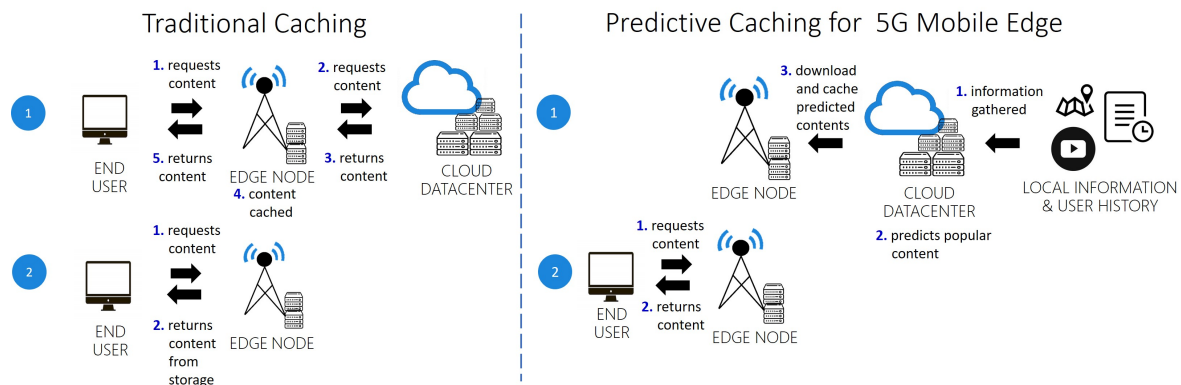 Traditional Caching
1
1. requests
content
2. requests
content
5. returns
content
3. returns
content
END
USER
EDGE NODE
4. content
cached
CLOUD
DATACENTER
2
1. requests
content
2. returns
content
from
storage
END
USER
EDGE NODE
Predictive Caching for 5G Mobile Edge
1
3. download
and cache
predicted
contents
1. information
gathered
EDGE NODE
CLOUD
DATACENTER
2. predicts popular
content
LOCAL INFORMATION
& USER HISTORY
2
1. requests
content
2. returns
content
END
USER
EDGE NODE